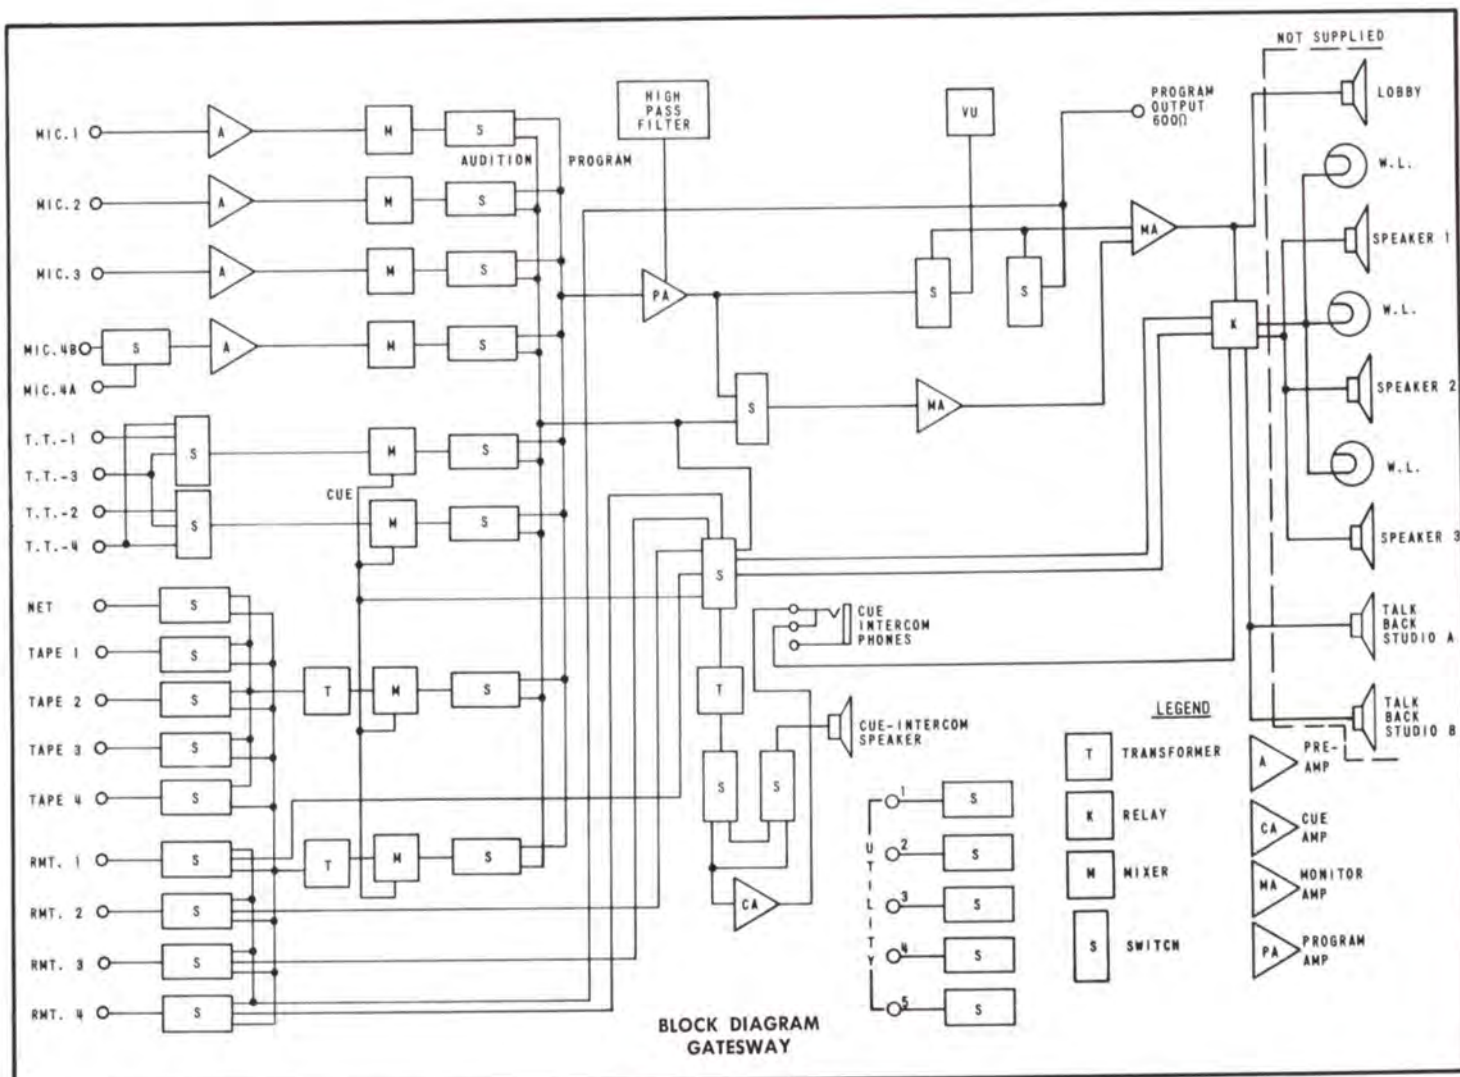 NOT SUPPLIED
HIGH
PASS
FILTER
VU
PROGRAM
OUTPUT
600Ω
LOBBY
MIC.1
A
M
S
AUDITION
PROGRAM
W.L.
MIC.2
A
M
S
MA
SPEAKER 1
MIC.3
A
M
S
PA
S
S
K
W.L.
MIC.4B
S
A
M
S
MIC.4A
S
MA
SPEAKER 2
T.T.-1
S
M
S
T.T.-3
W.L.
CUE
T.T.-2
S
M
S
T.T.-4
SPEAKER 3
S
NET
S
CUE
INTERCOM
PHONES
TALK
BACK
STUDIO A
TAPE 1
S
TAPE 2
S
T
M
S
T
TALK
BACK
STUDIO B
TAPE 3
S
CUE-INTERCOM
SPEAKER
TAPE 4
S
S
S
RMT. 1
S
T
M
S
RMT. 2
S
CA
RMT. 3
S
RMT. 4
S
UTILITY
1
S
2
S
3
S
4
S
5
S
LEGEND
T
TRANSFORMER
A
PRE-
AMP
K
RELAY
CA
CUE
AMP
M
MIXER
MA
MONITOR
AMP
S
SWITCH
PA
PROGRAM
AMP
BLOCK DIAGRAM
GATESWAY